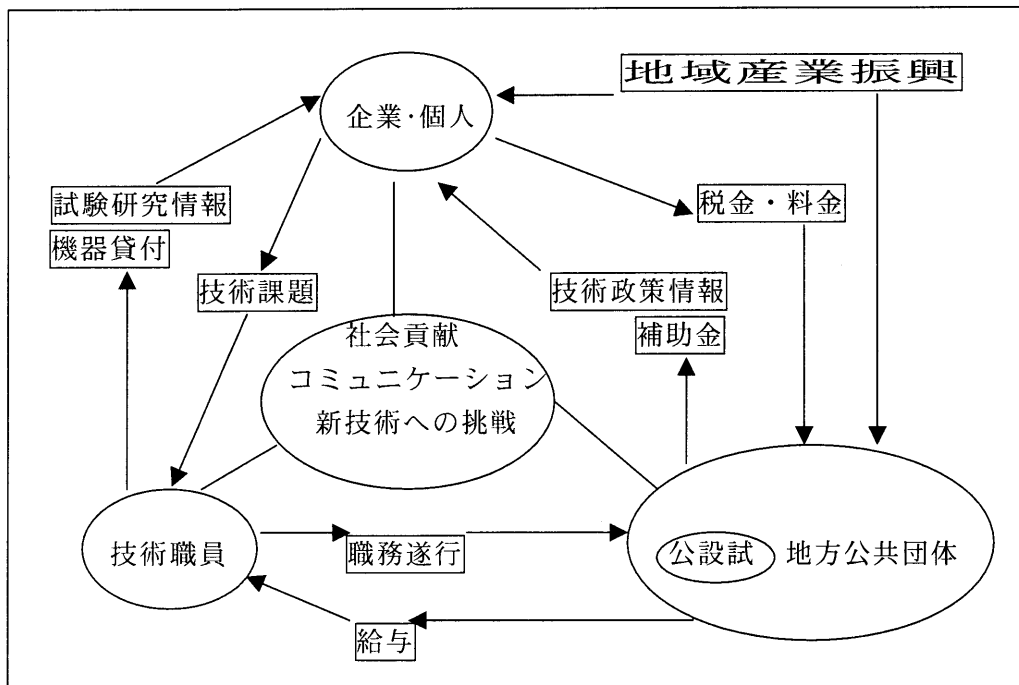 地域産業振興
企業・個人
試験研究情報
機器貸付
税金・料金
技術課題
技術政策情報
補助金
社会貢献
コミュニケーション
新技術への挑戦
技術職員
職務遂行
公設試
地方公共団体
給与